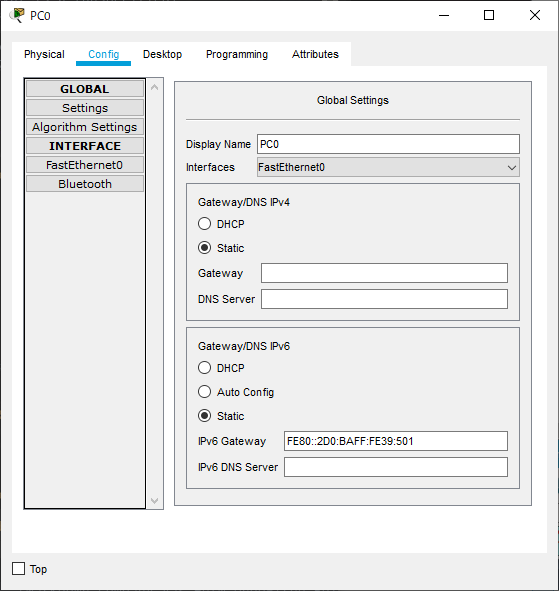 PC0
Physical Config Desktop Programming Attributes
GLOBAL
Settings
Algorithm Settings
INTERFACE
FastEthernet0
Bluetooth
Global Settings
Display Name PC0
Interfaces FastEthernet0
Gateway/DNS IPv4
DHCP
Static
Gateway
DNS Server
Gateway/DNS IPv6
DHCP
Auto Config
Static
IPv6 Gateway FE80::2D0:BAFF:FE39:501
IPv6 DNS Server
Top